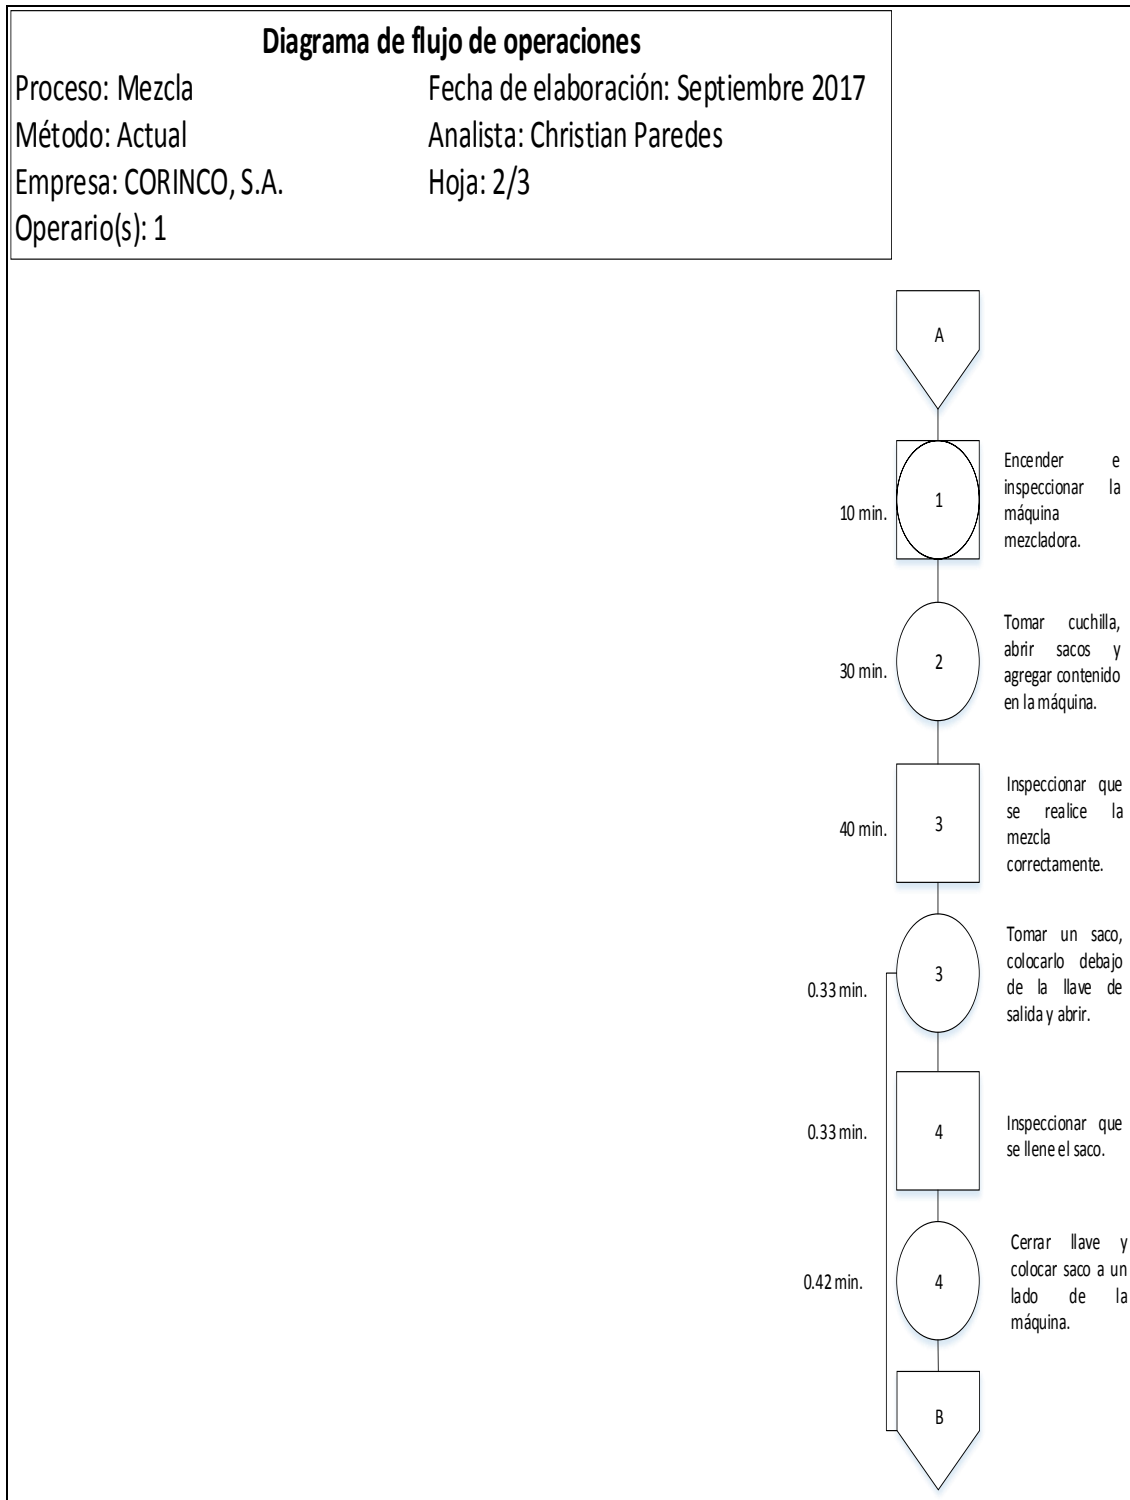 Diagrama de flujo de operaciones
Proceso: Mezcla Fecha de elaboración: Septiembre 2017
Método: Actual Analista: Christian Paredes
Empresa: CORINCO, S.A. Hoja: 2/3
Operario(s): 1
A
10 min.
1
Encender e
inspeccionar la
máquina
mezcladora.
30 min.
2
Tomar cuchilla,
abrir sacos y
agregar contenido
en la máquina.
40 min.
3
Inspeccionar que
se realice la
mezcla
correctamente.
0.33 min.
3
Tomar un saco,
colocarlo debajo
de la llave de
salida y abrir.
0.33 min.
4
Inspeccionar que
se llene el saco.
0.42 min.
4
Cerrar llave y
colocar saco a un
lado de la
máquina.
B